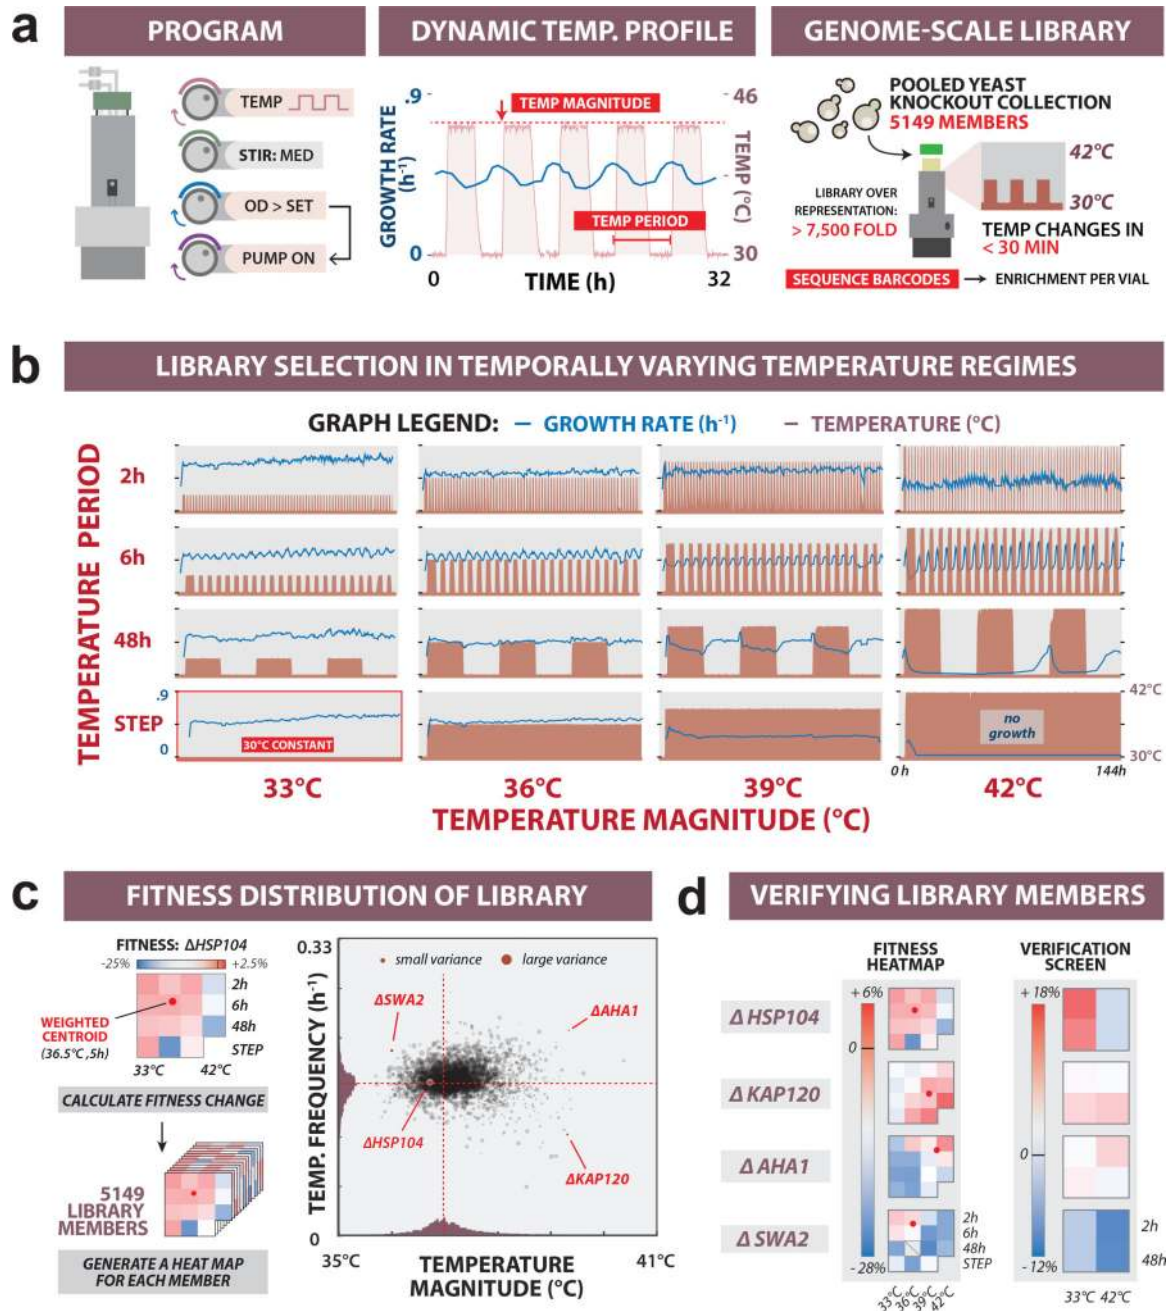 a
PROGRAM
TEMP
STIR: MED
OD > SET
PUMP ON
DYNAMIC TEMP. PROFILE
.9
46
TEMP MAGNITUDE
GROWTH RATE
(h⁻¹)
TEMP (°C)
TEMP PERIOD
0
30
0
TIME (h)
32
GENOME-SCALE LIBRARY
POOLED YEAST
KNOCKOUT COLLECTION
5149 MEMBERS
42°C
30°C
LIBRARY OVER
REPRESENTATION:
> 7,500 FOLD
TEMP CHANGES IN
< 30 MIN
SEQUENCE BARCODES
ENRICHMENT PER VIAL
b
LIBRARY SELECTION IN TEMPORALLY VARYING TEMPERATURE REGIMES
GRAPH LEGEND: – GROWTH RATE (h⁻¹) – TEMPERATURE (°C)
TEMPERATURE PERIOD
2h
6h
48h
STEP
.9
0
30°C CONSTANT
no
growth
42°C
30°C
0 h
144h
33°C
36°C
39°C
42°C
TEMPERATURE MAGNITUDE (°C)
c
FITNESS DISTRIBUTION OF LIBRARY
FITNESS: ΔHSP104
-25%
+2.5%
2h
6h
48h
STEP
WEIGHTED
CENTROID
(36.5°C ,5h)
33°C
42°C
CALCULATE FITNESS CHANGE
5149
LIBRARY
MEMBERS
GENERATE A HEAT MAP
FOR EACH MEMBER
0.33
small variance
large variance
ΔSWA2
ΔAHA1
ΔHSP104
ΔKAP120
TEMP. FREQUENCY (h⁻¹)
0
35°C
TEMPERATURE
MAGNITUDE (°C)
41°C
d
VERIFYING LIBRARY MEMBERS
FITNESS
HEATMAP
VERIFICATION
SCREEN
+ 6%
0
- 28%
+ 18%
0
- 12%
Δ HSP104
Δ KAP120
Δ AHA1
Δ SWA2
2h
6h
48h
STEP
33°C
36°C
39°C
42°C
2h
48h
33°C
42°C